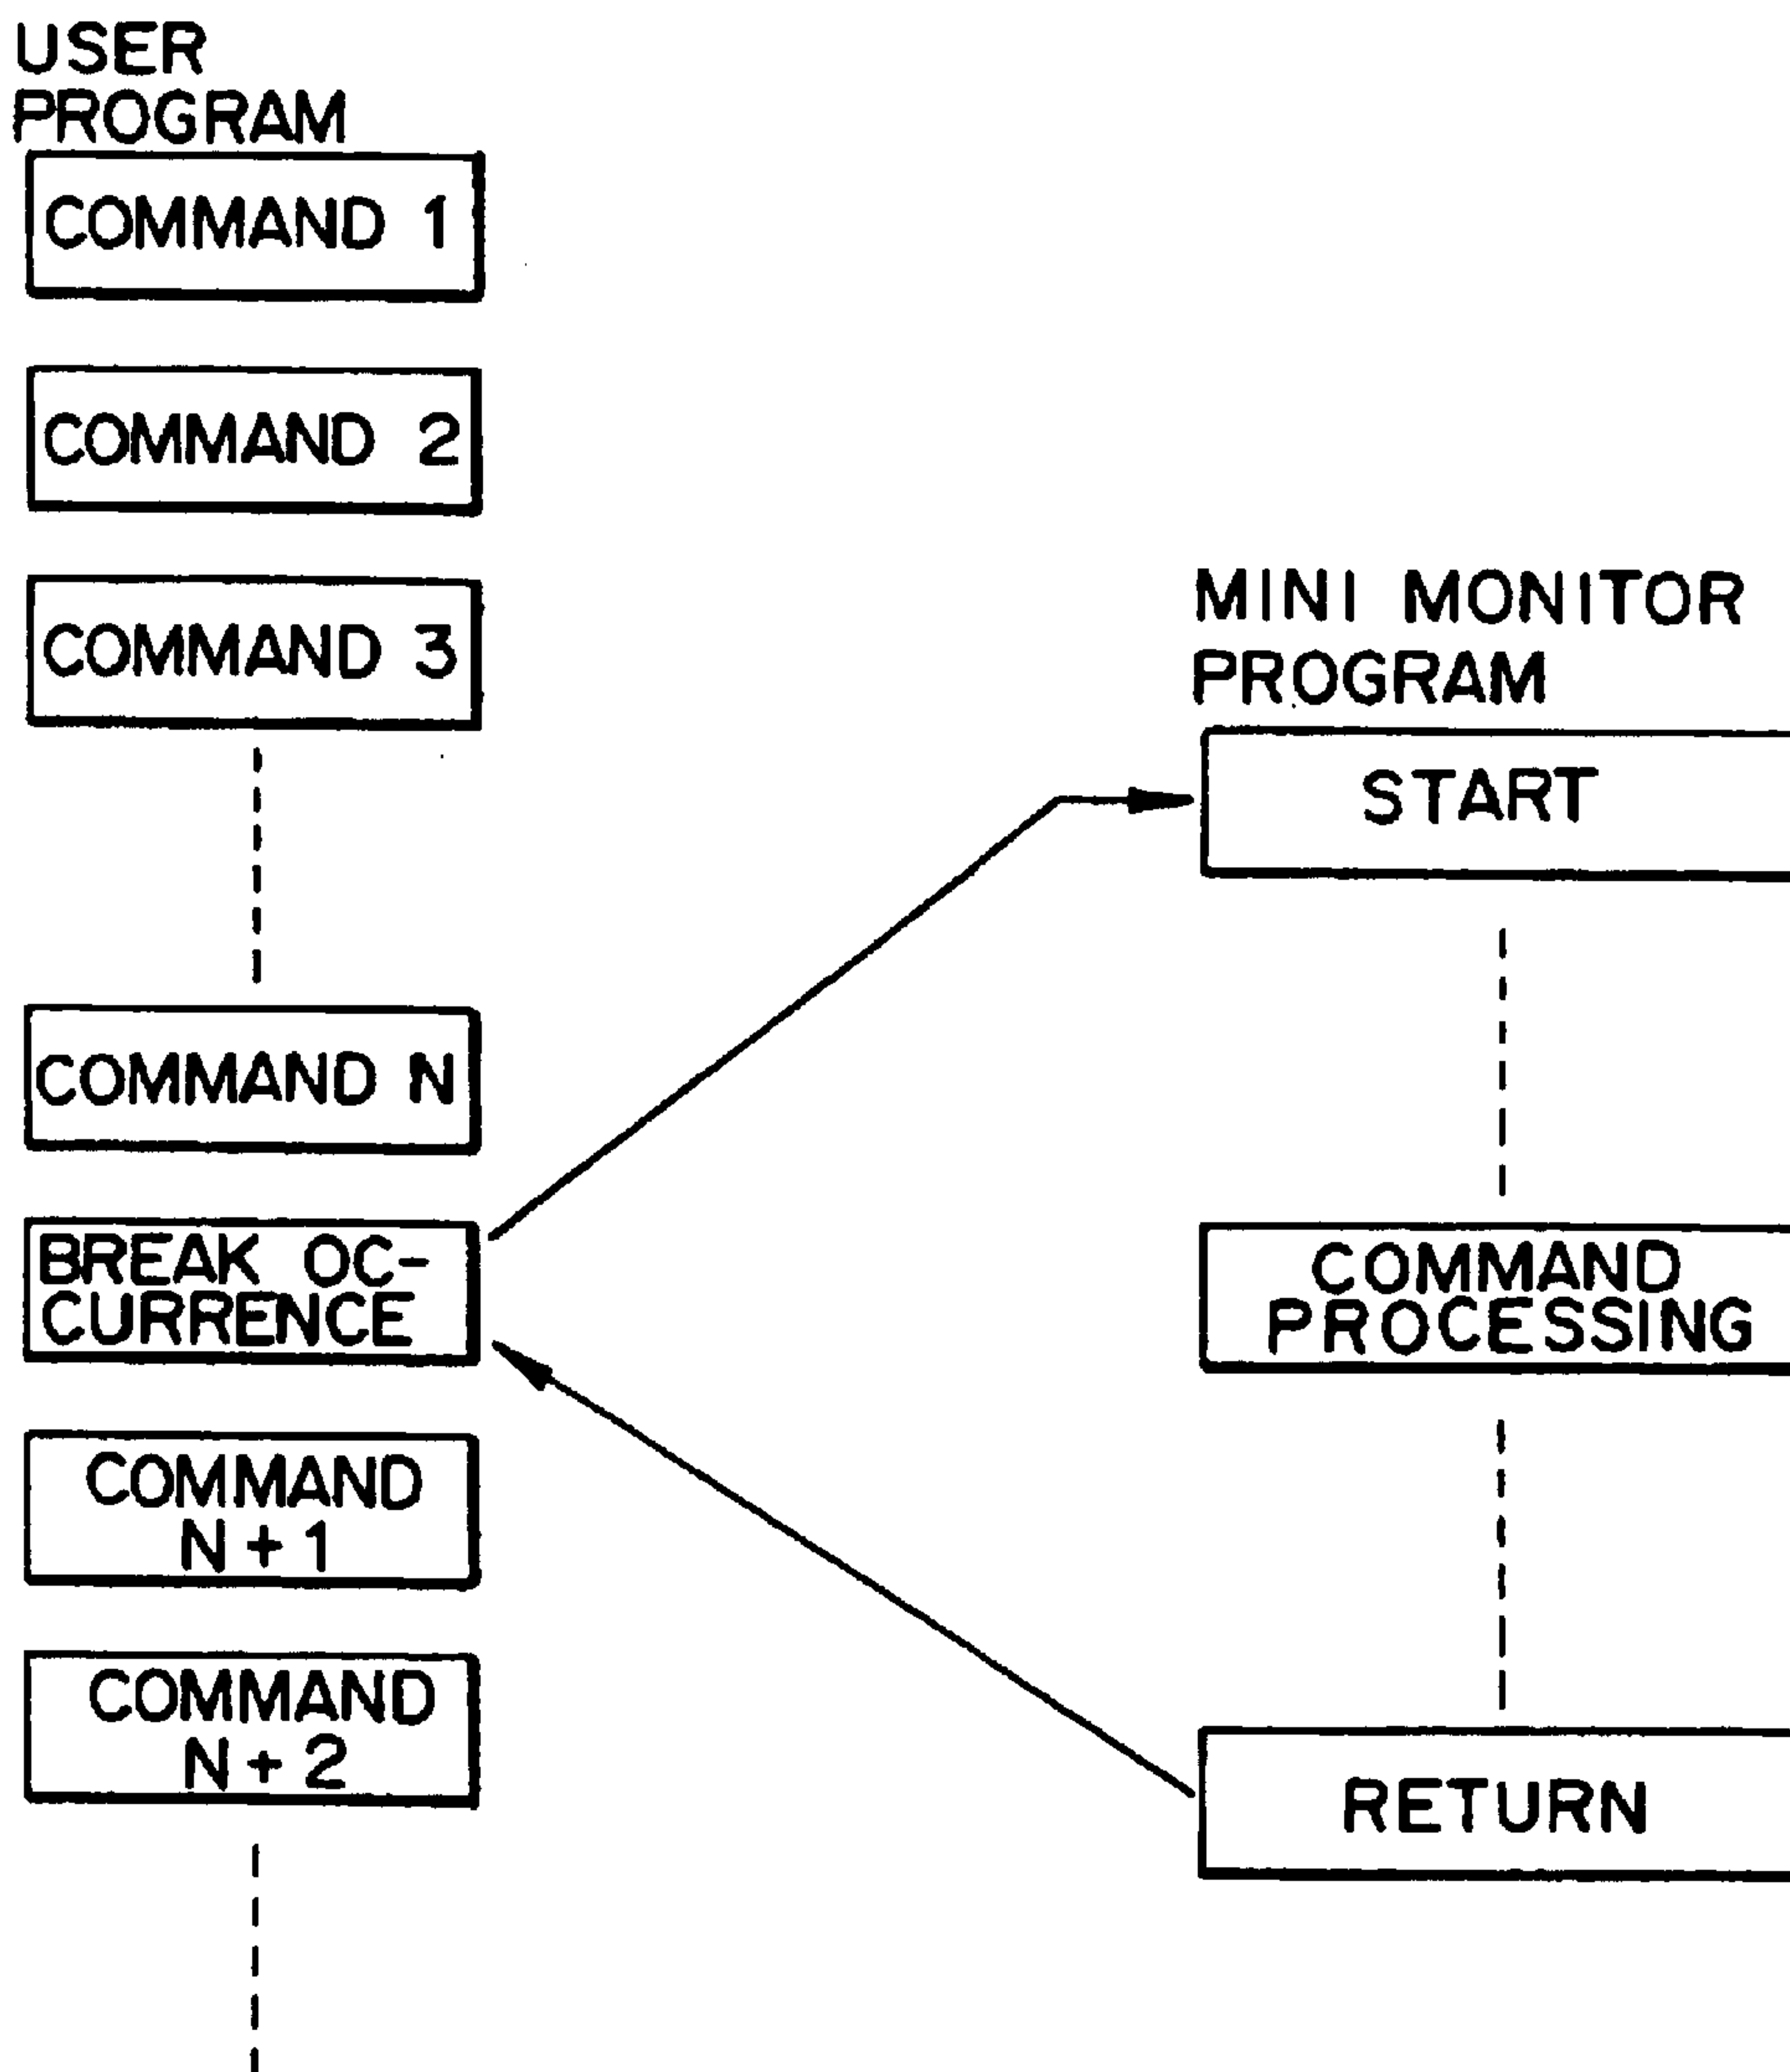 USER
PROGRAM
COMMAND 1
COMMAND 2
COMMAND 3
COMMAND N
BREAK OC-
CURRENCE
COMMAND
N+1
COMMAND
N+2
MINI MONITOR
PROGRAM
START
COMMAND
PROCESSING
RETURN